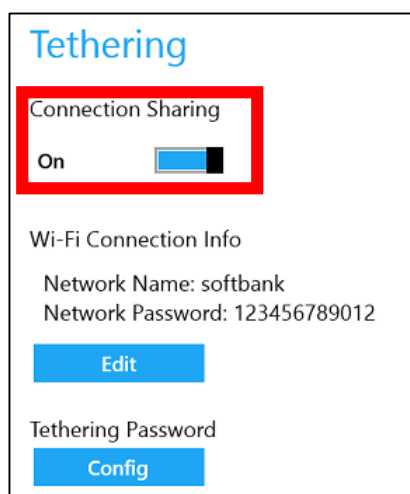 Tethering
Connection Sharing
On
Wi-Fi Connection Info
Network Name: softbank
Network Password: 123456789012
Edit
Tethering Password
Config